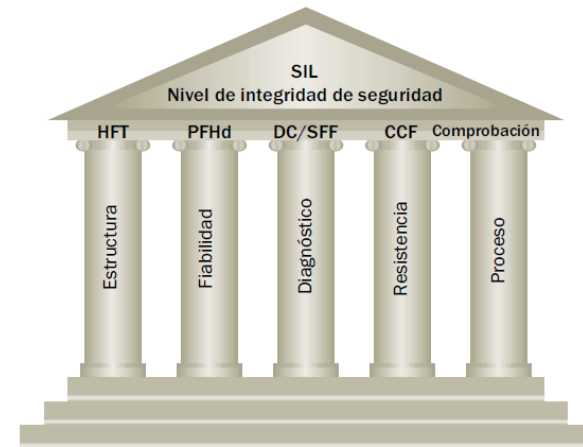 SIL
Nivel de integridad de seguridad
HFT PFHd DC/SFF CCF Comprobación
Estructura
Fiabilidad
Diagnóstico
Resistencia
Proceso